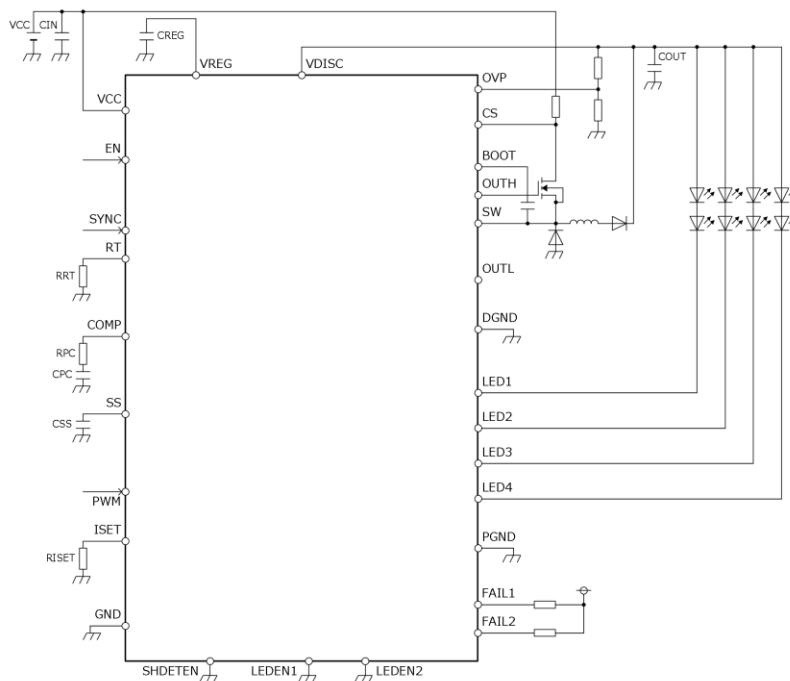 VCC
CIN
CREG
VREG
VDISC
COUT
VCC
OVP
CS
EN
BOOT
OUTH
SYNC
SW
RT
RRT
OUTL
COMP
DGND
RPC
CPC
SS
LED1
CSS
LED2
LED3
PWM
LED4
ISET
PGND
RISET
GND
FAIL1
FAIL2
SHDETEN
LEDEN1
LEDEN2